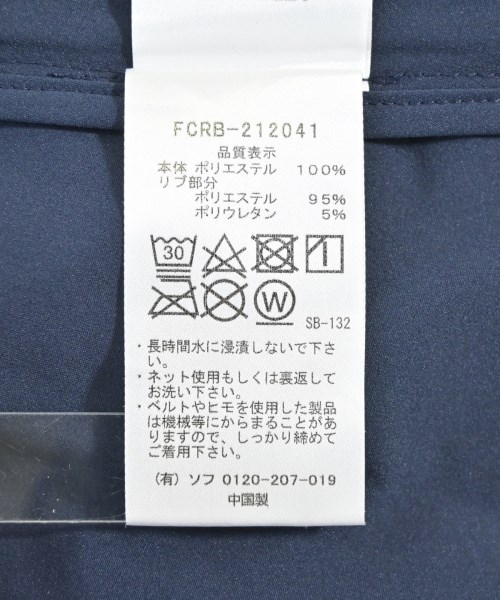 FCRB-212041
品質表示
本体 ポリエステル 100%
リブ部分
ポリエステル 95%
ポリウレタン 5%
30
W
SB-132
・長時間水に浸漬しないで下さ
い。
・ネット使用もしくは裏返して
お洗い下さい。
・ベルトやヒモを使用した製品
は機械等にからまることがあ
りますので、しっかり締めて
ご着用下さい。
(有) ソフ 0120-207-019
中国製